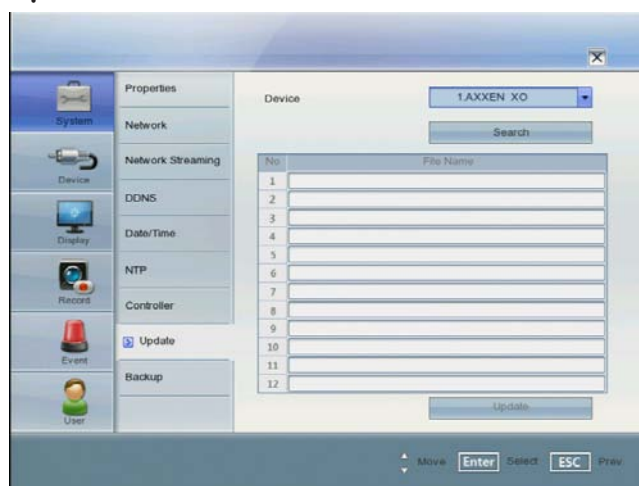 System
Device
Display
Record
Event
User
Properties
Network
Network Streaming
DDNS
Date/Time
NTP
Controller
Update
Backup
Device
1.AXXEN XO
Search
No. File Name
1
2
3
4
5
6
7
8
9
10
11
12
Update
Move Enter Select ESC Prev